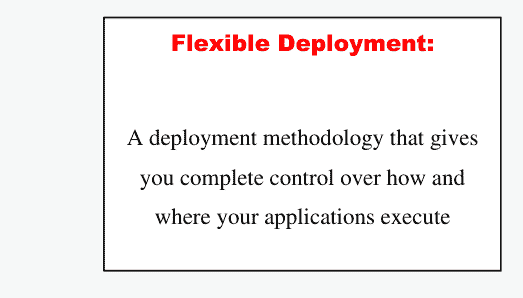 Flexible Deployment:
A deployment methodology that gives
you complete control over how and
where your applications execute